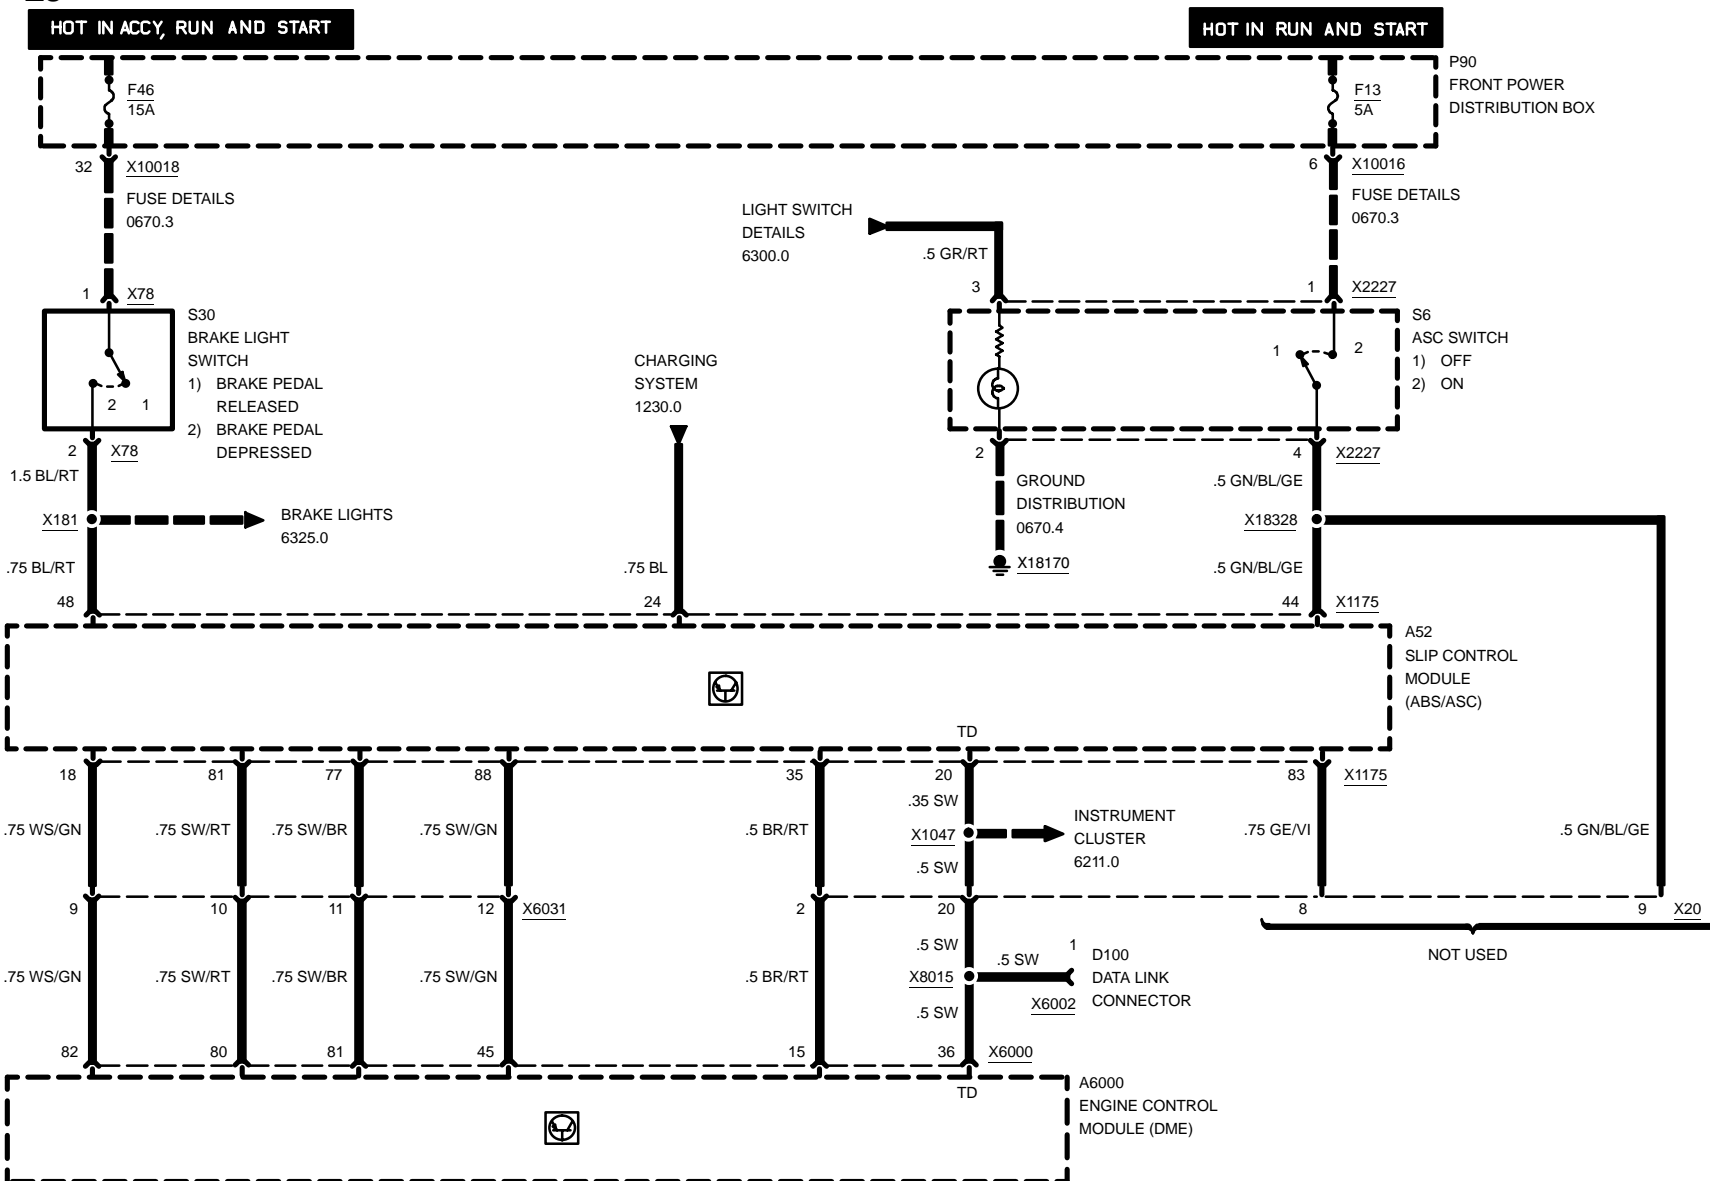 HOT IN ACCY, RUN AND START
HOT IN RUN AND START
P90
FRONT POWER
DISTRIBUTION BOX
F46
15A
F13
5A
32
X10018
FUSE DETAILS
0670.3
6
X10016
FUSE DETAILS
0670.3
LIGHT SWITCH
DETAILS
6300.0
.5 GR/RT
1
X78
3
1
X2227
S30
BRAKE LIGHT
SWITCH
1) BRAKE PEDAL
RELEASED
2) BRAKE PEDAL
DEPRESSED
2 1
CHARGING
SYSTEM
1230.0
1
2
S6
ASC SWITCH
1) OFF
2) ON
2
X78
1.5 BL/RT
X181
BRAKE LIGHTS
6325.0
.75 BL/RT
48
.75 BL
24
2
GROUND
DISTRIBUTION
0670.4
X18170
4
X2227
.5 GN/BL/GE
X18328
.5 GN/BL/GE
44
X1175
A52
SLIP CONTROL
MODULE
(ABS/ASC)
TD
18
81
77
88
35
20
83
X1175
.35 SW
.75 WS/GN
.75 SW/RT
.75 SW/BR
.75 SW/GN
.5 BR/RT
X1047
INSTRUMENT
CLUSTER
6211.0
.75 GE/VI
.5 GN/BL/GE
.5 SW
9
10
11
12
X6031
2
20
8
9
X20
NOT USED
.5 SW
.75 WS/GN
.75 SW/RT
.75 SW/BR
.75 SW/GN
.5 BR/RT
X8015
.5 SW
1
D100
DATA LINK
CONNECTOR
X6002
.5 SW
82
80
81
45
15
36
X6000
TD
A6000
ENGINE CONTROL
MODULE (DME)